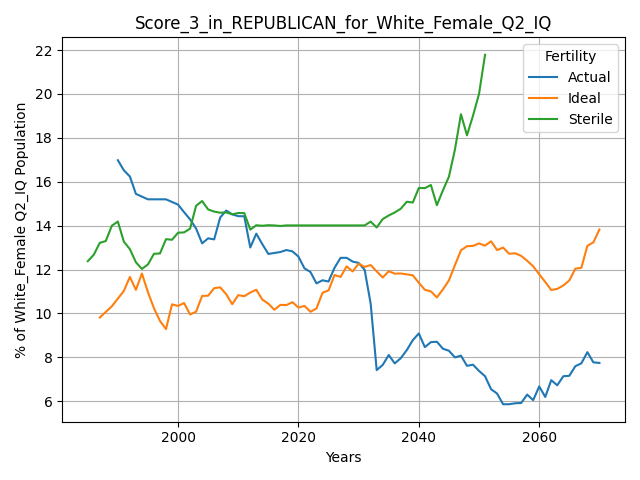 Score_3_in_REPUBLICAN_for_White_Female_Q2_IQ
% of White_Female Q2_IQ Population
22
20
18
16
14
12
10
8
6
Fertility
Actual
Ideal
Sterile
2000
2020
2040
2060
Years